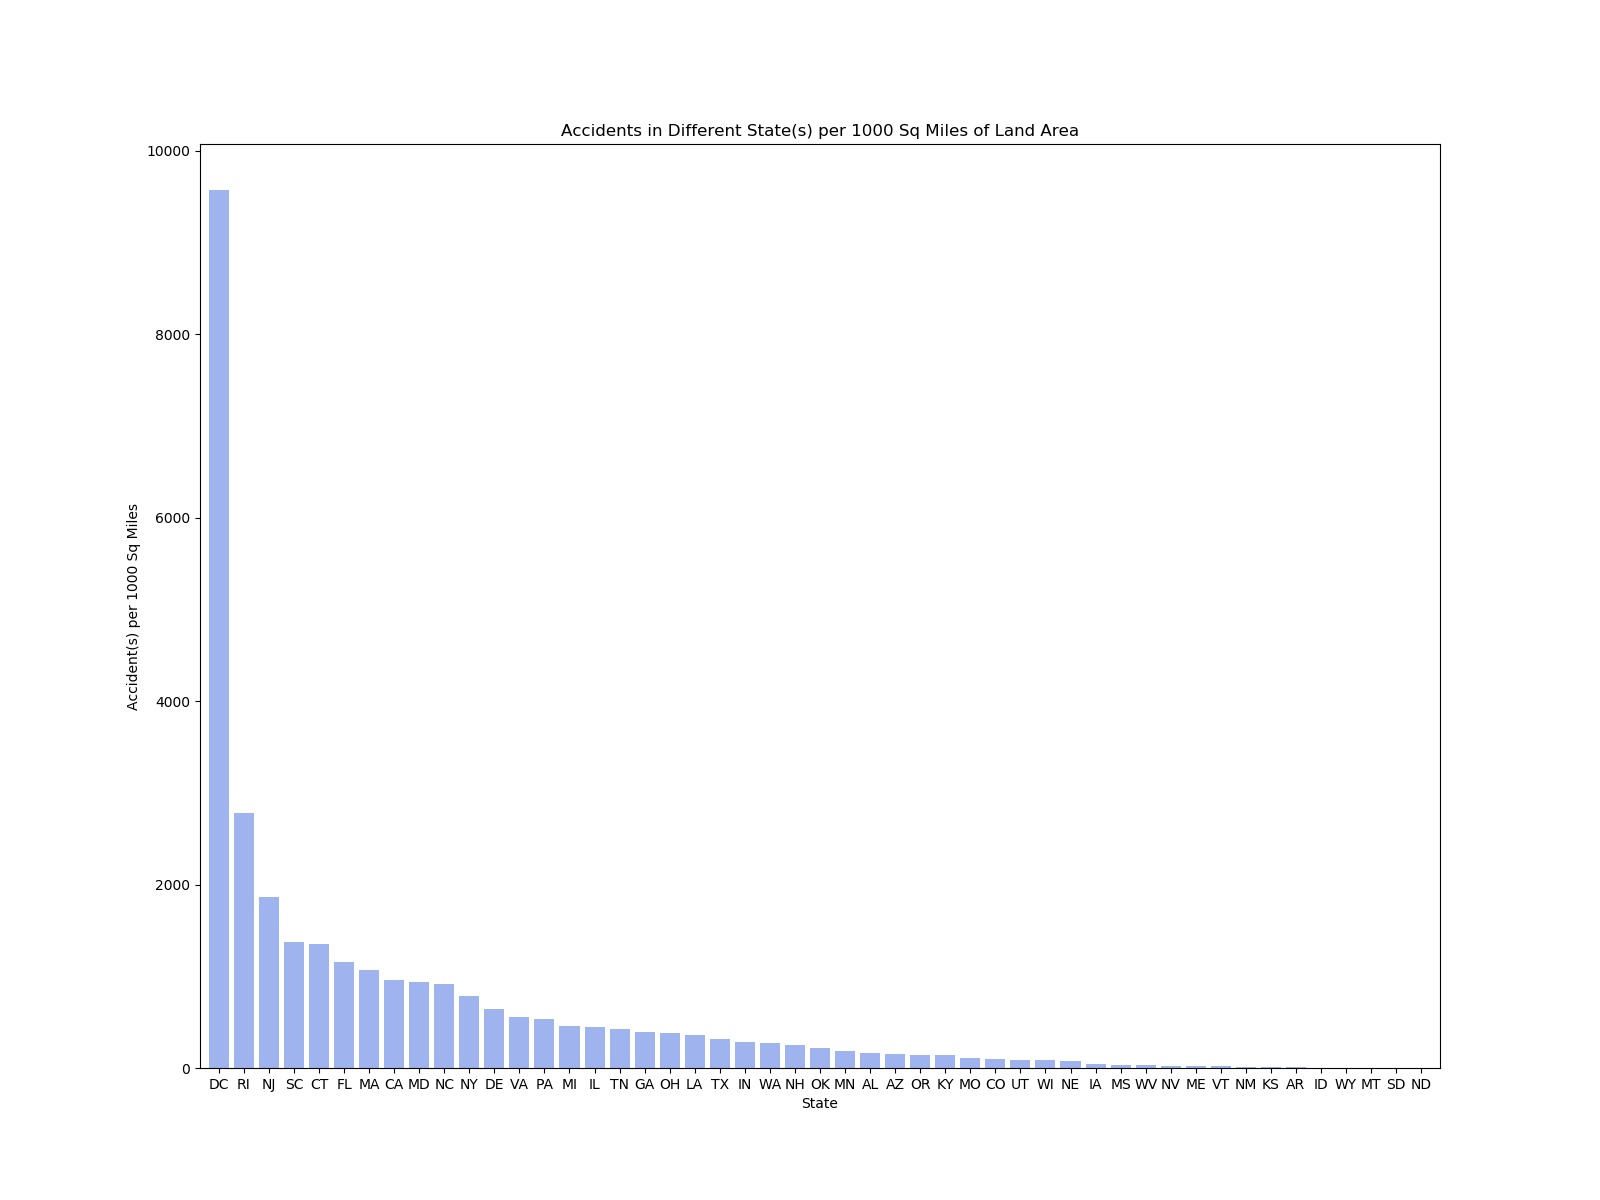 Accidents in Different State(s) per 1000 Sq Miles of Land Area
10000
8000
6000
4000
2000
0
Accident(s) per 1000 Sq Miles
DC RI NJ SC CT FL MA CA MD NC NY DE VA PA MI IL TN GA OH LA TX IN WA NH OK MN AL AZ OR KY MO CO UT WI NE IA MS WV NV ME VT NM KS AR ID WY MT SD ND
State